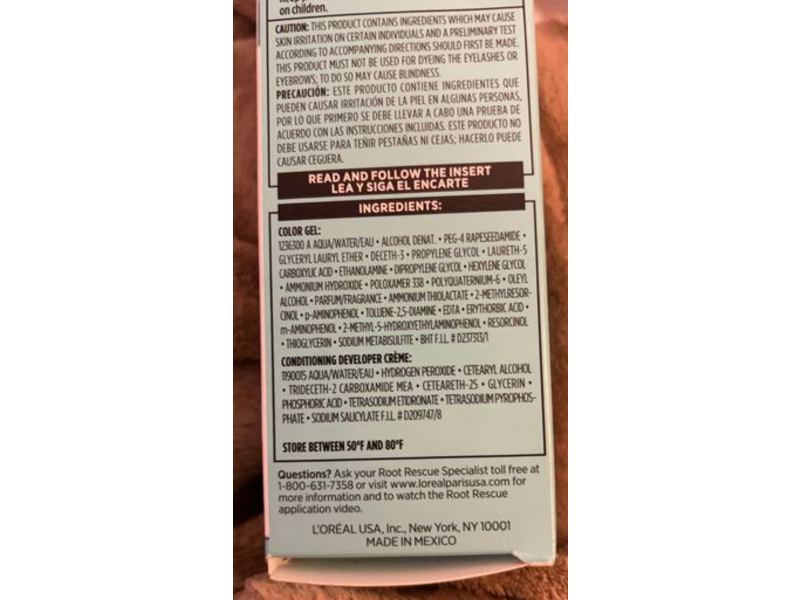 on children.
CAUTION: THIS PRODUCT CONTAINS INGREDIENTS WHICH MAY CAUSE
SKIN IRRITATION ON CERTAIN INDIVIDUALS AND A PRELIMINARY TEST
ACCORDING TO ACCOMPANYING DIRECTIONS SHOULD FIRST BE MADE.
THIS PRODUCT MUST NOT BE USED FOR DYEING THE EYELASHES OR
EYEBROWS; TO DO SO MAY CAUSE BLINDNESS.
PRECAUCIÓN: ESTE PRODUCTO CONTIENE INGREDIENTES QUE
PUEDEN CAUSAR IRRITACIÓN DE LA PIEL EN ALGUNAS PERSONAS,
POR LO QUE PRIMERO SE DEBE LLEVAR A CABO UNA PRUEBA DE
ACUERDO CON LAS INSTRUCCIONES INCLUIDAS. ESTE PRODUCTO NO
DEBE USARSE PARA TEÑIR PESTAÑAS NI CEJAS; HACERLO PUEDE
CAUSAR CEGUERA.
READ AND FOLLOW THE INSERT
LEA Y SIGA EL ENCARTE
INGREDIENTS:
COLOR GEL:
1236300 A AQUA/WATER/EAU • ALCOHOL DENAT. • PEG-4 RAPESEEDAMIDE •
GLYCERYL LAURYL ETHER • DECETH-3 • PROPYLENE GLYCOL • LAURETH-5
CARBOXYLIC ACID • ETHANOLAMINE • DIPROPYLENE GLYCOL • HEXYLENE GLYCOL
• AMMONIUM HYDROXIDE • POLOXAMER 338 • POLYQUATERNIUM-6 • OLEYL
ALCOHOL • PARFUM/FRAGRANCE • AMMONIUM THIOLACTATE • 2-METHYLRESOR-
CINOL • p-AMINOPHENOL • TOLUENE-2,5-DIAMINE • EDTA • ERYTHORBIC ACID •
m-AMINOPHENOL • 2-METHYL-5-HYDROXYETHYLAMINOPHENOL • RESORCINOL
• THIOGLYCERIN • SODIUM METABISULFITE • BHT F.I.L. # D237313/1
CONDITIONING DEVELOPER CRÈME:
1190015 AQUA/WATER/EAU • HYDROGEN PEROXIDE • CETEARYL ALCOHOL
• TRIDECETH-2 CARBOXAMIDE MEA • CETEARETH-25 • GLYCERIN •
PHOSPHORIC ACID • TETRASODIUM ETIDRONATE • TETRASODIUM PYROPHOS-
PHATE • SODIUM SALICYLATE F.I.L. # D209747/8
STORE BETWEEN 50°F AND 80°F
Questions? Ask your Root Rescue Specialist toll free at
1-800-631-7358 or visit www.lorealparisusa.com for
more information and to watch the Root Rescue
application video.
L'ORÉAL USA, Inc., New York, NY 10001
MADE IN MEXICO